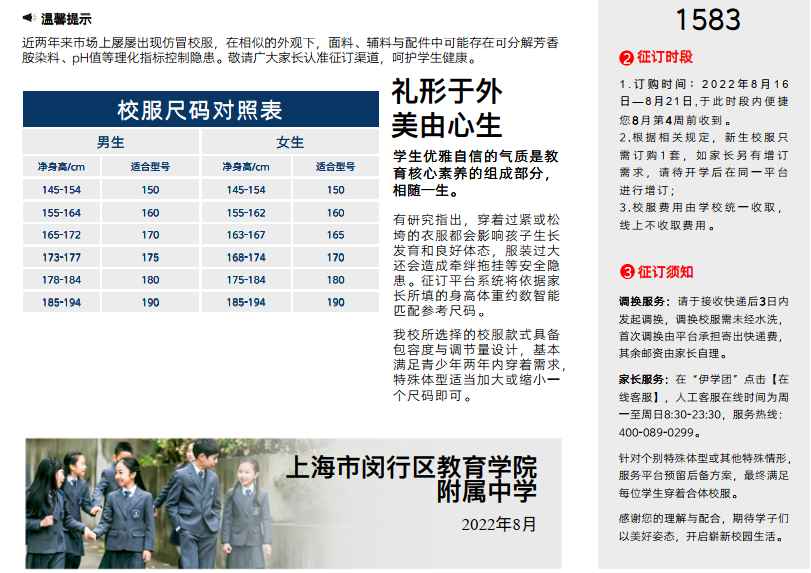 温馨提示
近两年来市场上屡屡出现仿冒校服，在相似的外观下，面料、辅料与配件中可能存在可分解芳香
胺染料、pH值等理化指标控制隐患。敬请广大家长认准征订渠道，呵护学生健康。
校服尺码对照表
男生 女生
净身高/cm 适合型号 净身高/cm 适合型号
145-154 150 145-154 150
155-164 160 155-162 160
165-172 170 163-167 165
173-177 175 168-174 170
178-184 180 175-184 180
185-194 190 185-194 190
礼形于外
美由心生
学生优雅自信的气质是教
育核心素养的组成部分，
相随一生。
有研究指出，穿着过紧或松
垮的衣服都会影响孩子生长
发育和良好体态，服装过大
还会造成牵绊拖挂等安全隐
患。征订平台系统将依据家
长所填的身高体重约数智能
匹配参考尺码。
我校所选择的校服款式具备
包容度与调节量设计，基本
满足青少年两年内穿着需求，
特殊体型适当加大或缩小一
个尺码即可。
上海市闵行区教育学院
附属中学
2022年8月
1583
2 征订时段
1.订购时间：2022年8月16
日—8月21日,于此时段内便捷
您8月第4周前收到。
2.根据相关规定，新生校服只
需订购1套，如家长另有增订
需求，请待开学后在同一平台
进行增订；
3.校服费用由学校统一收取，
线上不收取费用。
3 征订须知
调换服务：请于接收快递后3日内
发起调换，调换校服需未经水洗，
首次调换由平台承担寄出快递费，
其余邮资由家长自理。
家长服务：在“伊学团”点击【在
线客服】，人工客服在线时间为周
一至周日8:30-23:30，服务热线：
400-089-0299。
针对个别特殊体型或其他特殊情形，
服务平台预留后备方案，最终满足
每位学生穿着合体校服。
感谢您的理解与配合，期待学子们
以美好姿态，开启崭新校园生活。